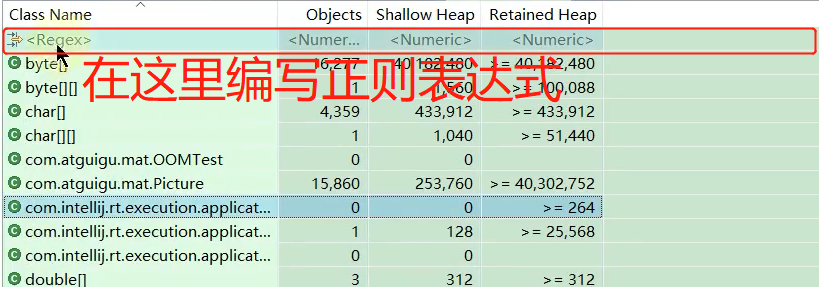 Class Name Objects Shallow Heap Retained Heap
<Regex> <Numer... <Numeric> <Numeric>
byte[] 16,277 40,182,480 >= 40,182,480
在这里编写正则表达式
byte[][] 1 1,560 >= 100,088
char[] 4,359 433,912 >= 433,912
char[][] 1 1,040 >= 51,440
com.atguigu.mat.OOMTest 0 0
com.atguigu.mat.Picture 15,860 253,760 >= 40,302,752
com.intellij.rt.execution.applicat... 0 0 >= 264
com.intellij.rt.execution.applicat... 1 128 >= 25,568
com.intellij.rt.execution.applicat... 0 0
double[] 3 312 >= 312